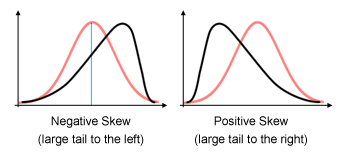 Negative Skew
(large tail to the left)
Positive Skew
(large tail to the right)